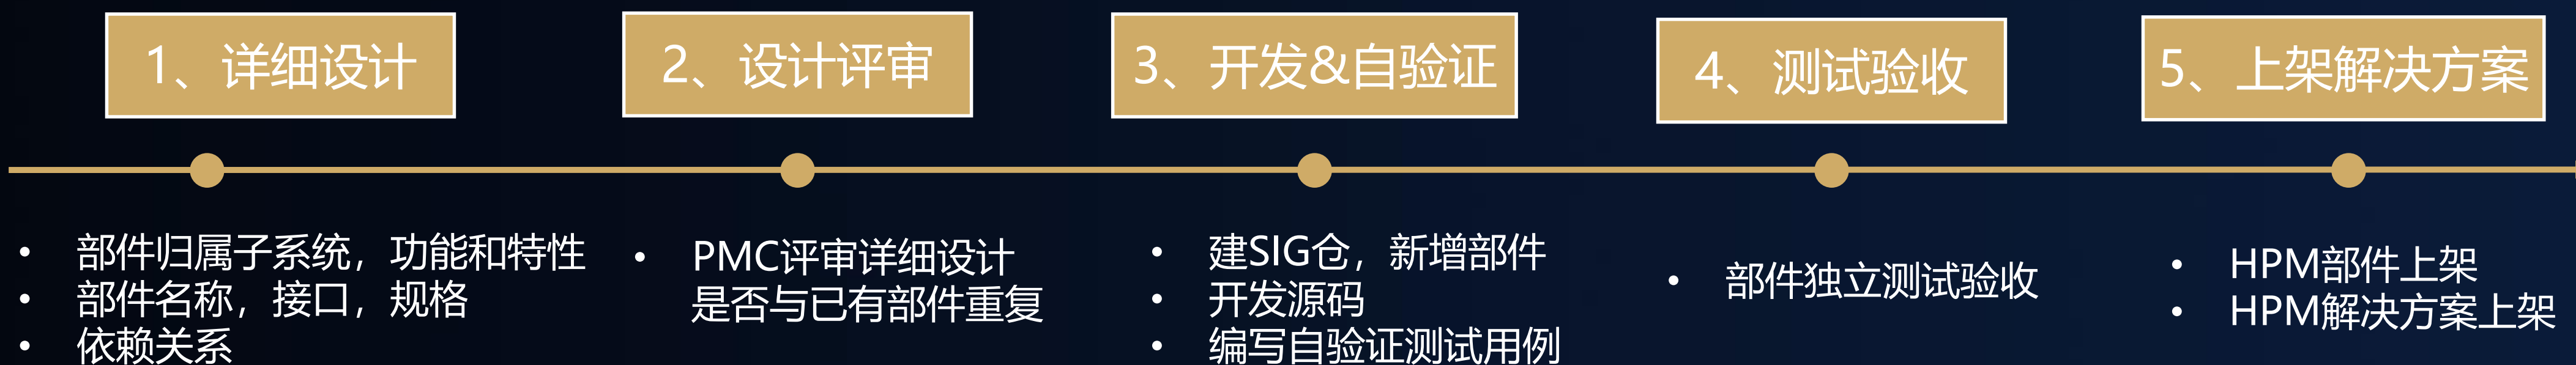 1、详细设计
2、设计评审
3、开发&自验证
4、测试验收
5、上架解决方案
• 部件归属子系统，功能和特性
• 部件名称，接口，规格
• 依赖关系
• PMC评审详细设计
是否与已有部件重复
• 建SIG仓，新增部件
• 开发源码
• 编写自验证测试用例
• 部件独立测试验收
• HPM部件上架
• HPM解决方案上架